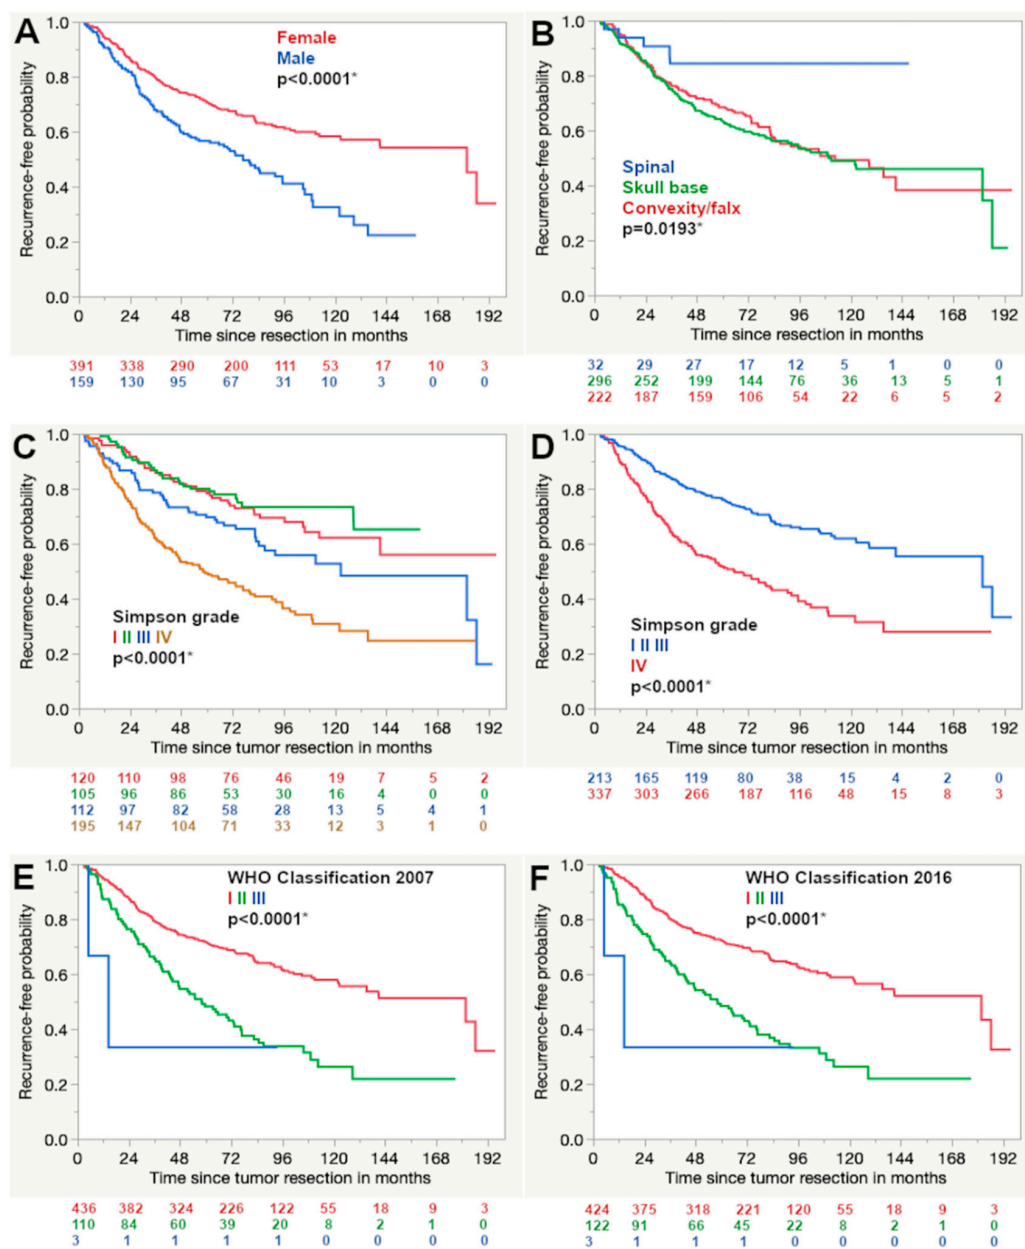 A
Female
Male
p<0.0001*
Recurrence-free probability
1.0
0.8
0.6
0.4
0.2
0.0
0 24 48 72 96 120 144 168 192
Time since resection in months
391 338 290 200 111 53 17 10 3
159 130 95 67 31 10 3 0 0
B
Spinal
Skull base
Convexity/falx
p=0.0193*
Recurrence-free probability
1.0
0.8
0.6
0.4
0.2
0.0
0 24 48 72 96 120 144 168 192
Time since resection in months
32 29 27 17 12 5 1 0 0
296 252 199 144 76 36 13 5 1
222 187 159 106 54 22 6 5 2
C
Simpson grade
I II III IV
p<0.0001*
Recurrence-free probability
1.0
0.8
0.6
0.4
0.2
0.0
0 24 48 72 96 120 144 168 192
Time since tumor resection in months
120 110 98 76 46 19 7 5 2
105 96 86 53 30 16 4 0 0
112 97 82 58 28 13 5 4 1
195 147 104 71 33 12 3 1 0
D
Simpson grade
I II III
IV
p<0.0001*
Recurrence-free probability
1.0
0.8
0.6
0.4
0.2
0.0
0 24 48 72 96 120 144 168 192
Time since tumor resection in months
213 165 119 80 38 15 4 2 0
337 303 266 187 116 48 15 8 3
E
WHO Classification 2007
I II III
p<0.0001*
Recurrence-free probability
1.0
0.8
0.6
0.4
0.2
0.0
0 24 48 72 96 120 144 168 192
Time since tumor resection in months
436 382 324 226 122 55 18 9 3
110 84 60 39 20 8 2 1 0
3 1 1 1 0 0 0 0 0
F
WHO Classification 2016
I II III
p<0.0001*
Recurrence-free probability
1.0
0.8
0.6
0.4
0.2
0.0
0 24 48 72 96 120 144 168 192
Time since tumor resection in months
424 375 318 221 120 55 18 9 3
122 91 66 45 22 8 2 1 0
3 1 1 1 0 0 0 0 0